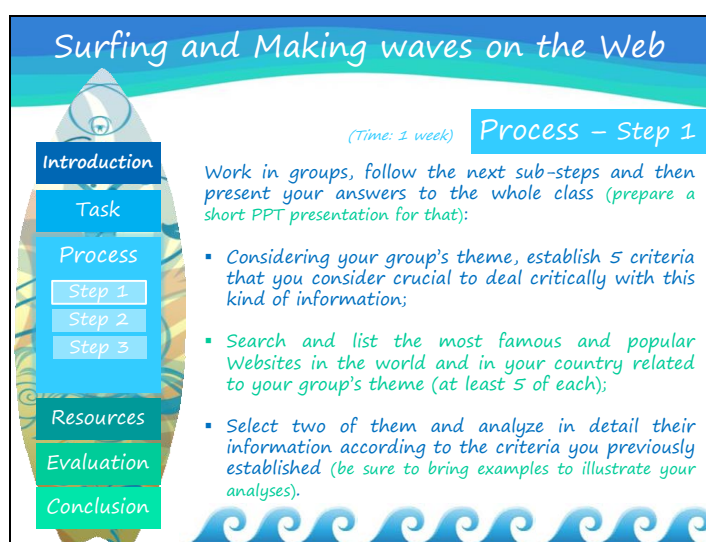 Surfing and Making waves on the Web
(Time: 1 week) Process – Step 1
Introduction
Task
Process
Step 1
Step 2
Step 3
Resources
Evaluation
Conclusion
Work in groups, follow the next sub-steps and then
present your answers to the whole class (prepare a
short PPT presentation for that):
▪ Considering your group's theme, establish 5 criteria
that you consider crucial to deal critically with this
kind of information;
▪ Search and list the most famous and popular
Websites in the world and in your country related
to your group's theme (at least 5 of each);
▪ Select two of them and analyze in detail their
information according to the criteria you previously
established (be sure to bring examples to illustrate your
analyses).